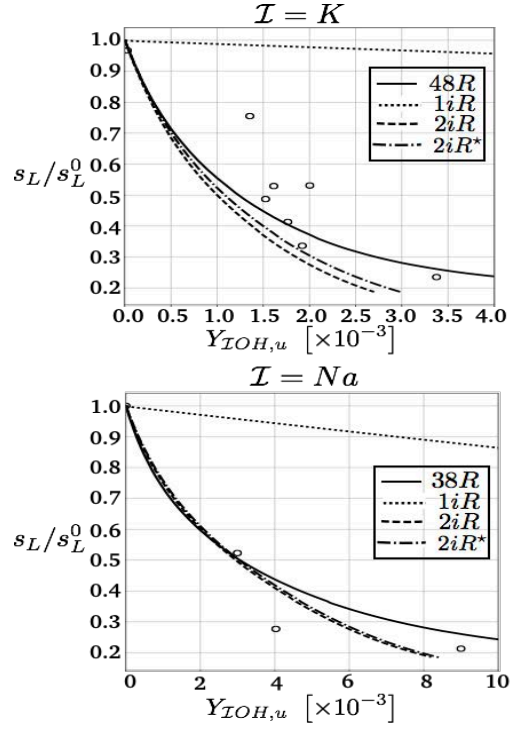 𝓘 = K
1.0
0.9
0.8
0.7
0.6
0.5
0.4
0.3
0.2
s_L/s_L^0
48R
1iR
2iR
2iR⋆
0.0 0.5 1.0 1.5 2.0 2.5 3.0 3.5 4.0
Y_{𝓘OH,u} [×10^{-3}]
𝓘 = Na
1.0
0.9
0.8
0.7
0.6
0.5
0.4
0.3
0.2
s_L/s_L^0
38R
1iR
2iR
2iR⋆
0 2 4 6 8 10
Y_{𝓘OH,u} [×10^{-3}]